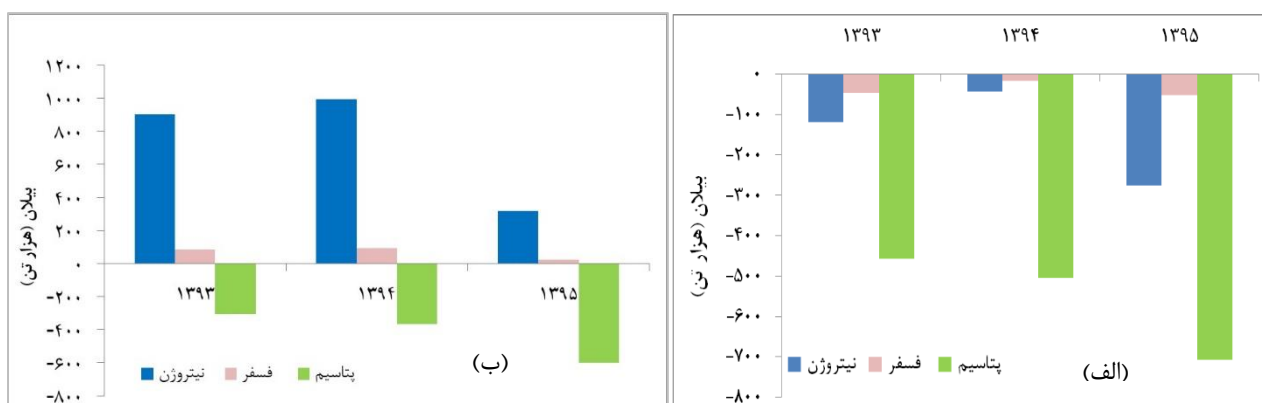 ۱۳۹۳ ۱۳۹۴ ۱۳۹۵
۰
-۱۰۰
-۲۰۰
-۳۰۰
-۴۰۰
-۵۰۰
-۶۰۰
-۷۰۰
-۸۰۰
بیلان (هزار تن)
نیتروژن فسفر پتاسیم
(الف)
۱۲۰۰
۱۰۰۰
۸۰۰
۶۰۰
۴۰۰
۲۰۰
۰
-۲۰۰
-۴۰۰
-۶۰۰
-۸۰۰
بیلان (هزار تن)
۱۳۹۳ ۱۳۹۴ ۱۳۹۵
نیتروژن فسفر پتاسیم
(ب)